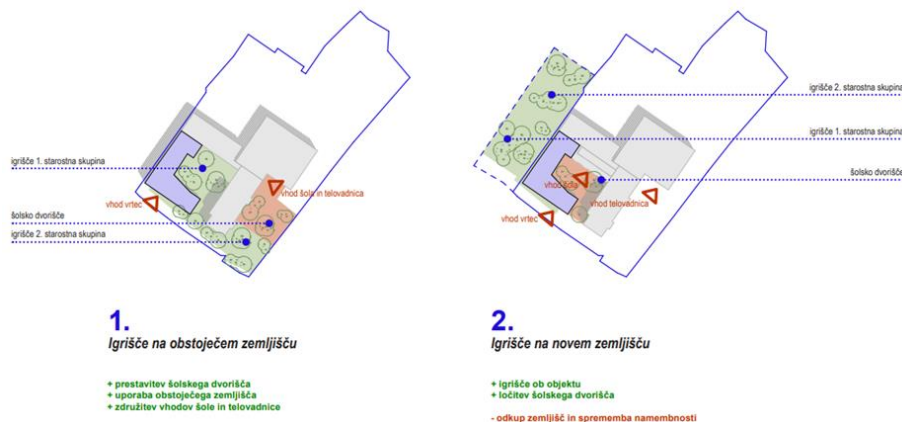 igrišče 1. starostna skupina
vhod šola in telovadnica
vhod vrtec
šolsko dvorišče
igrišče 2. starostna skupina
1.
Igrišče na obstoječem zemljišču
+ prestavitev šolskega dvorišča
+ uporaba obstoječega zemljišča
+ združitev vhodov šole in telovadnice
igrišče 2. starostna skupina
igrišče 1. starostna skupina
šolsko dvorišče
vhod šola
vhod telovadnica
vhod vrtec
2.
Igrišče na novem zemljišču
+ igrišče ob objektu
+ ločitev šolskega dvorišča
- odkup zemljišč in sprememba namembnosti